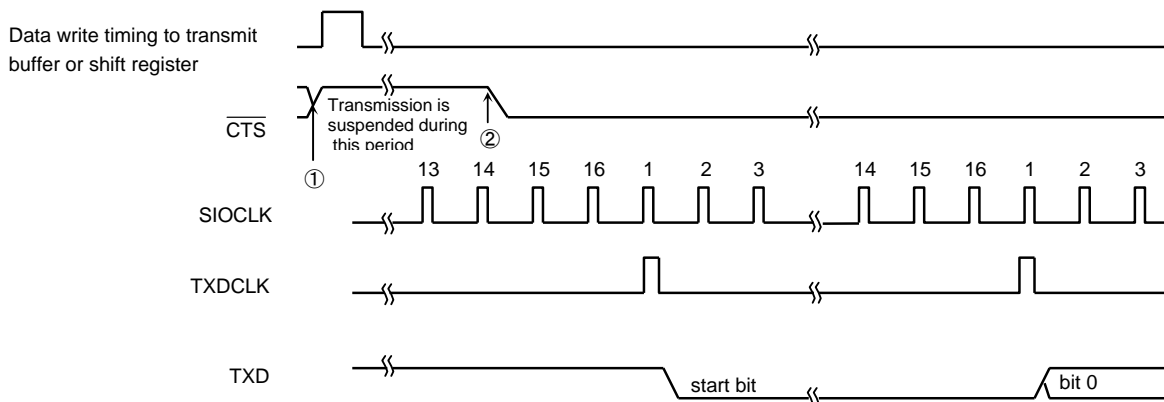 Data write timing to transmit
buffer or shift register
CTS
Transmission is
suspended during
this period
①
②
13 14 15 16 1 2 3 14 15 16 1 2 3
SIOCLK
TXDCLK
TXD
start bit
bit 0